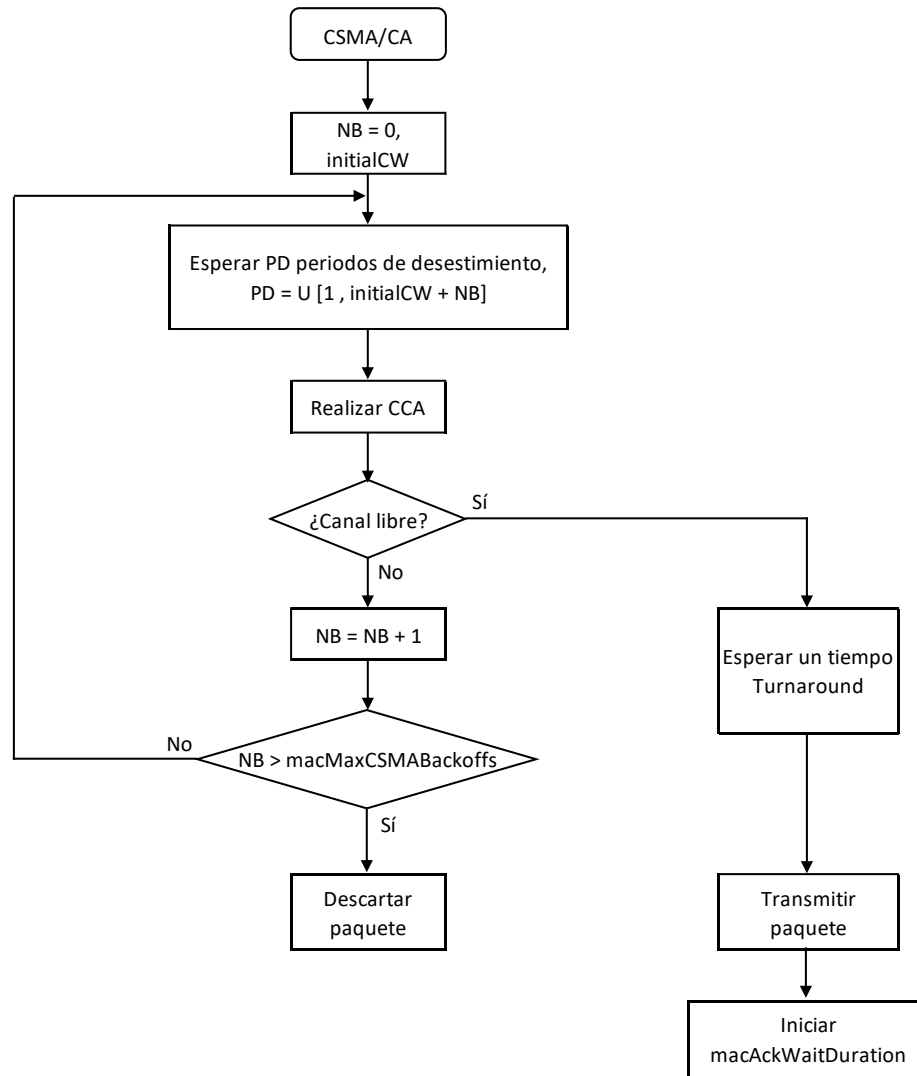 CSMA/CA
NB = 0,
initialCW
Esperar PD periodos de desestimiento,
PD = U [1 , initialCW + NB]
Realizar CCA
¿Canal libre?
Sí
No
NB = NB + 1
Esperar un tiempo
Turnaround
No
NB > macMaxCSMABackoffs
Sí
Descartar
paquete
Transmitir
paquete
Iniciar
macAckWaitDuration